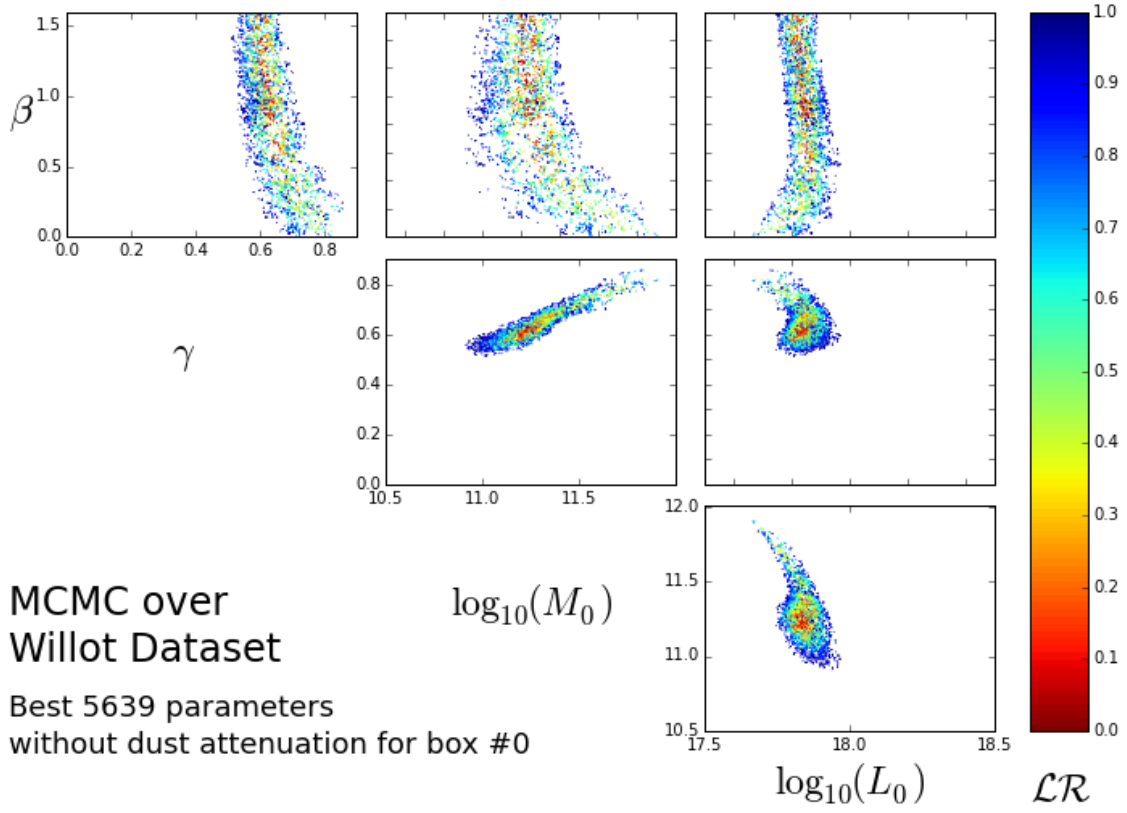 1.5
1.0
0.5
0.0
β
0.0 0.2 0.4 0.6 0.8
0.8
0.6
0.4
0.2
0.0
γ
10.5 11.0 11.5
12.0
11.5
11.0
10.5
log₁₀(M₀)
17.5 18.0 18.5
log₁₀(L₀)
1.0
0.9
0.8
0.7
0.6
0.5
0.4
0.3
0.2
0.1
0.0
ℒℛ
MCMC over
Willot Dataset
Best 5639 parameters
without dust attenuation for box #0